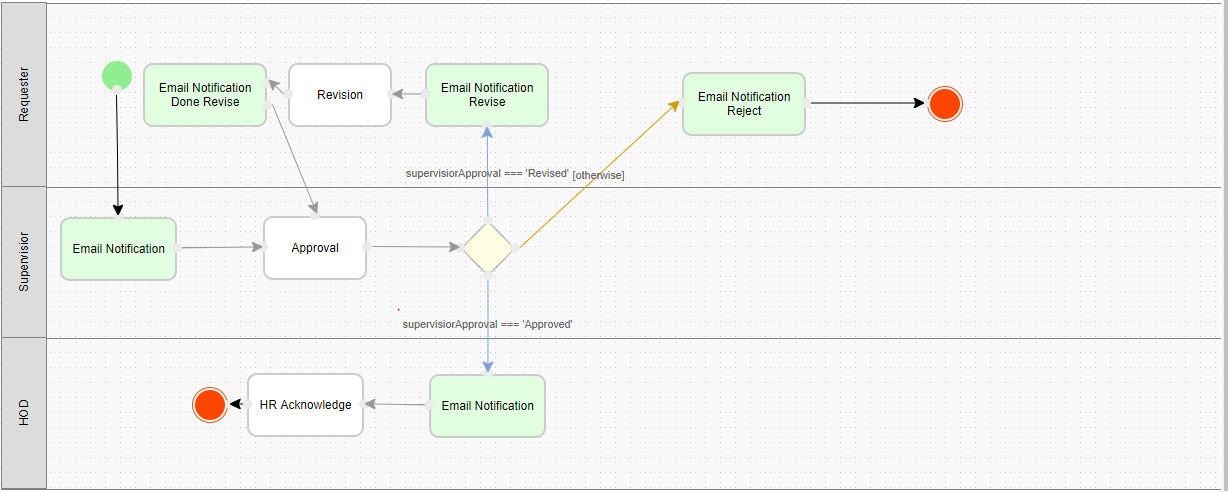 Requester
Email Notification
Done Revise
Revision
Email Notification
Revise
Email Notification
Reject
supervisiorApproval === 'Revised'
[otherwise]
Supervisior
Email Notification
Approval
supervisiorApproval === 'Approved'
HOD
HR Acknowledge
Email Notification